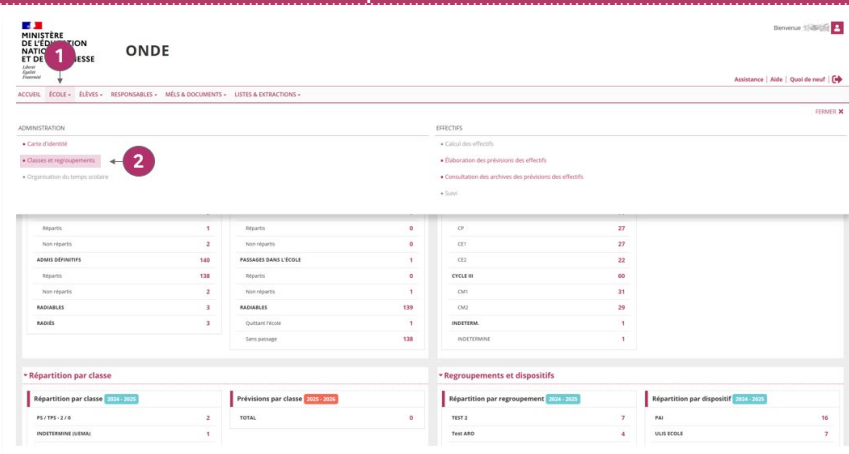 MINISTÈRE
DE L'ÉDUCATION
NATIO
ET DE JEUNESSE
Liberté
Égalité
Fraternité
1
ONDE
Bienvenue
Assistance | Aide | Quoi de neuf |
ACCUEIL ÉCOLE ÉLÈVES RESPONSABLES MÉLS & DOCUMENTS LISTES & EXTRACTIONS
FERMER ✖
ADMINISTRATION
• Carte d'identité
• Classes et regroupements
2
• Organisation du temps scolaire
EFFECTIFS
• Calcul des effectifs
• Élaboration des prévisions des effectifs
• Consultation des archives des prévisions des effectifs
• Suivi
Répartis 1
Non répartis 2
ADMIS DÉFINITIFS 140
Répartis 138
Non répartis 2
RADIABLES 3
RADIÉS 3
Répartis 0
Non répartis 0
PASSAGES DANS L'ÉCOLE 1
Répartis 0
Non répartis 1
RADIABLES 139
Quittant l'école 1
Sans passage 138
CP 27
CE1 27
CE2 22
CYCLE III 60
CM1 31
CM2 29
INDETERM. 1
INDETERMINE 1
Répartition par classe
Répartition par classe 2024 - 2025
PS / TPS - 2 / 0 2
INDETERMINE (UEMA) 1
Prévisions par classe 2025 - 2026
TOTAL 0
Regroupements et dispositifs
Répartition par regroupement 2024 - 2025
TEST 2 7
Test ARO 4
Répartition par dispositif 2024 - 2025
PAI 16
ULIS ECOLE 7